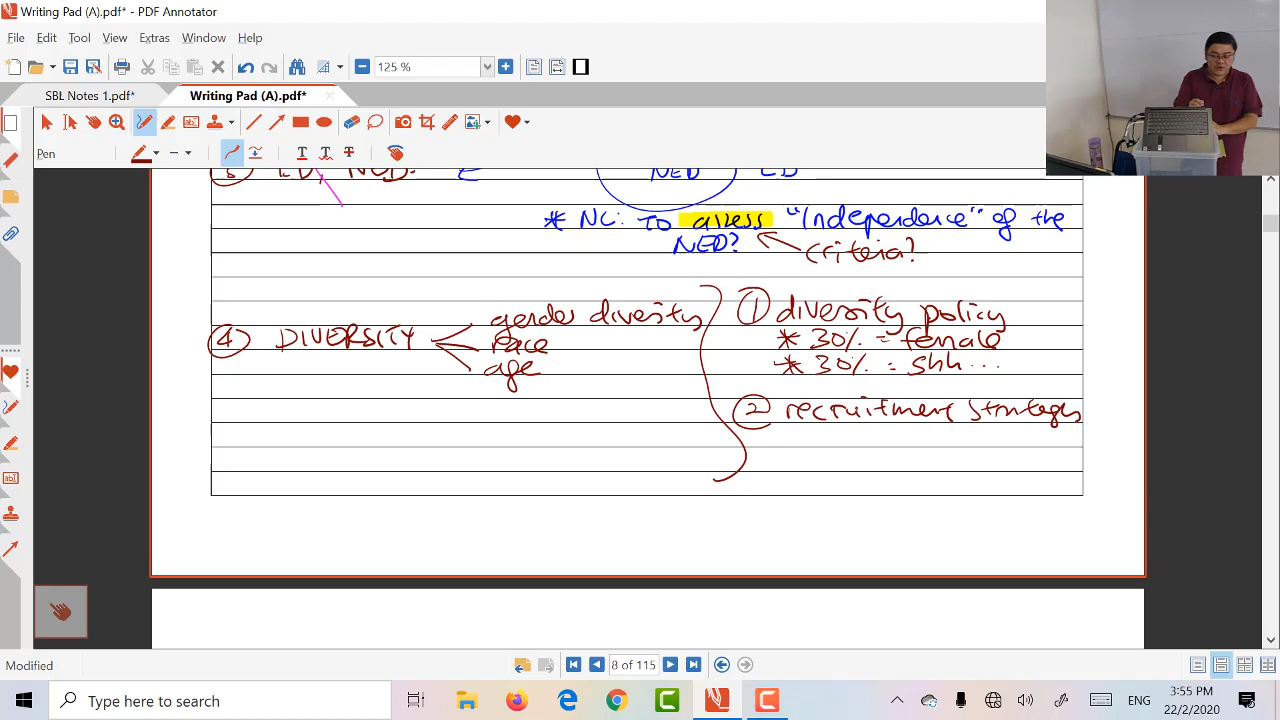 Writing Pad (A).pdf* - PDF Annotator
File Edit Tool View Extras Window Help
125 %
SBL Notes 1.pdf* Writing Pad (A).pdf*
Pen
NED ED
* NC: To assess "Independence" of the
NED? criteria?
④ DIVERSITY
gender diversity
race
age
① diversity policy
* 30% = female
* 30% = shh...
② recruitment strategies
8 of 115
Modified
Type here to search
ENG
3:55 PM
22/2/2020